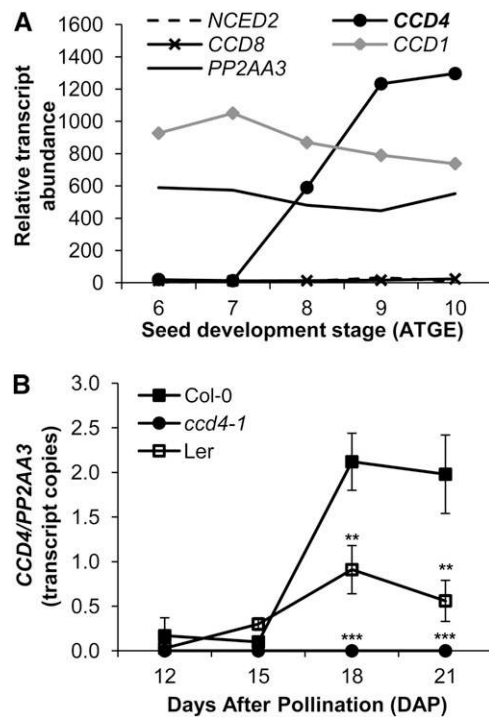 A
NCED2 CCD4
CCD8 CCD1
PP2AA3
Relative transcript
abundance
1600
1400
1200
1000
800
600
400
200
0
6 7 8 9 10
Seed development stage (ATGE)
B
Col-0
ccd4-1
Ler
CCD4/PP2AA3
(transcript copies)
3.0
2.5
2.0
1.5
1.0
0.5
0.0
** **
*** ***
12 15 18 21
Days After Pollination (DAP)